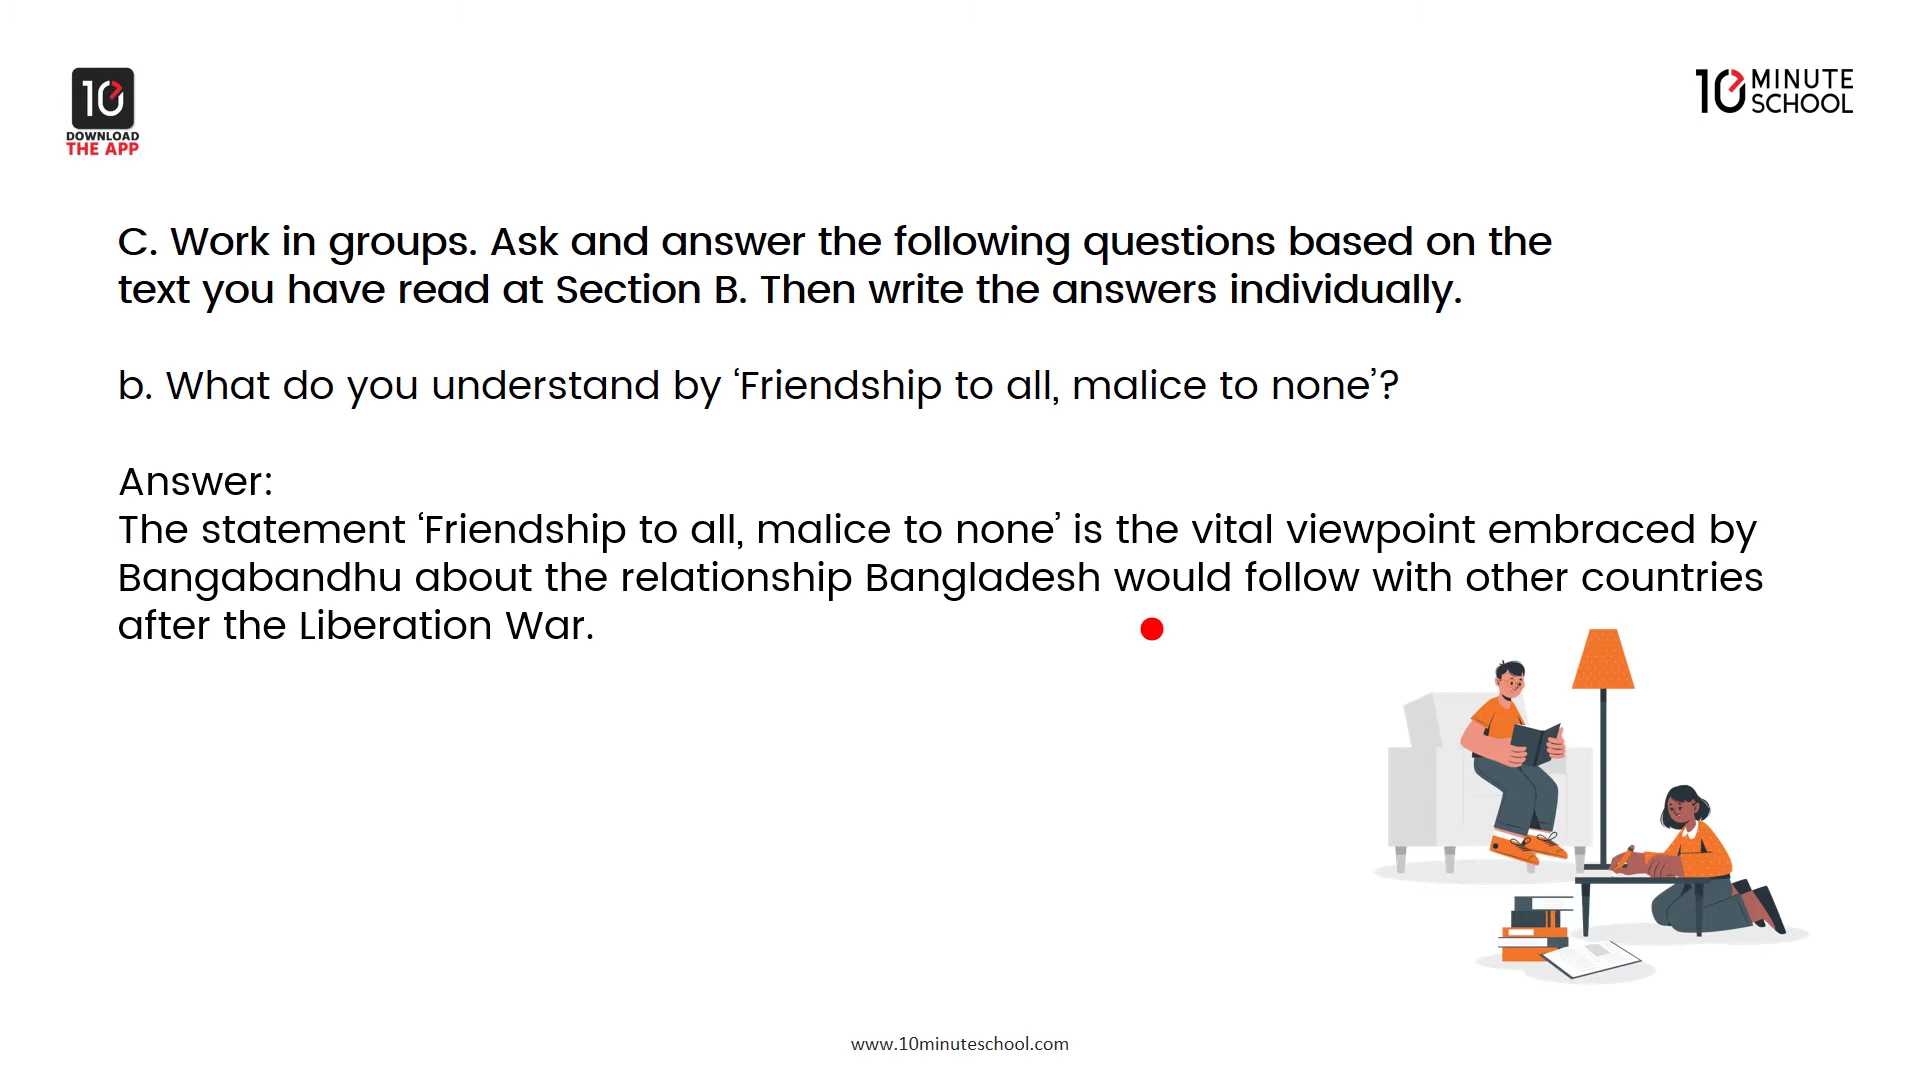 10
DOWNLOAD
THE APP
10 MINUTE
SCHOOL
C. Work in groups. Ask and answer the following questions based on the
text you have read at Section B. Then write the answers individually.
b. What do you understand by ‘Friendship to all, malice to none’?
Answer:
The statement ‘Friendship to all, malice to none’ is the vital viewpoint embraced by
Bangabandhu about the relationship Bangladesh would follow with other countries
after the Liberation War.
www.10minuteschool.com